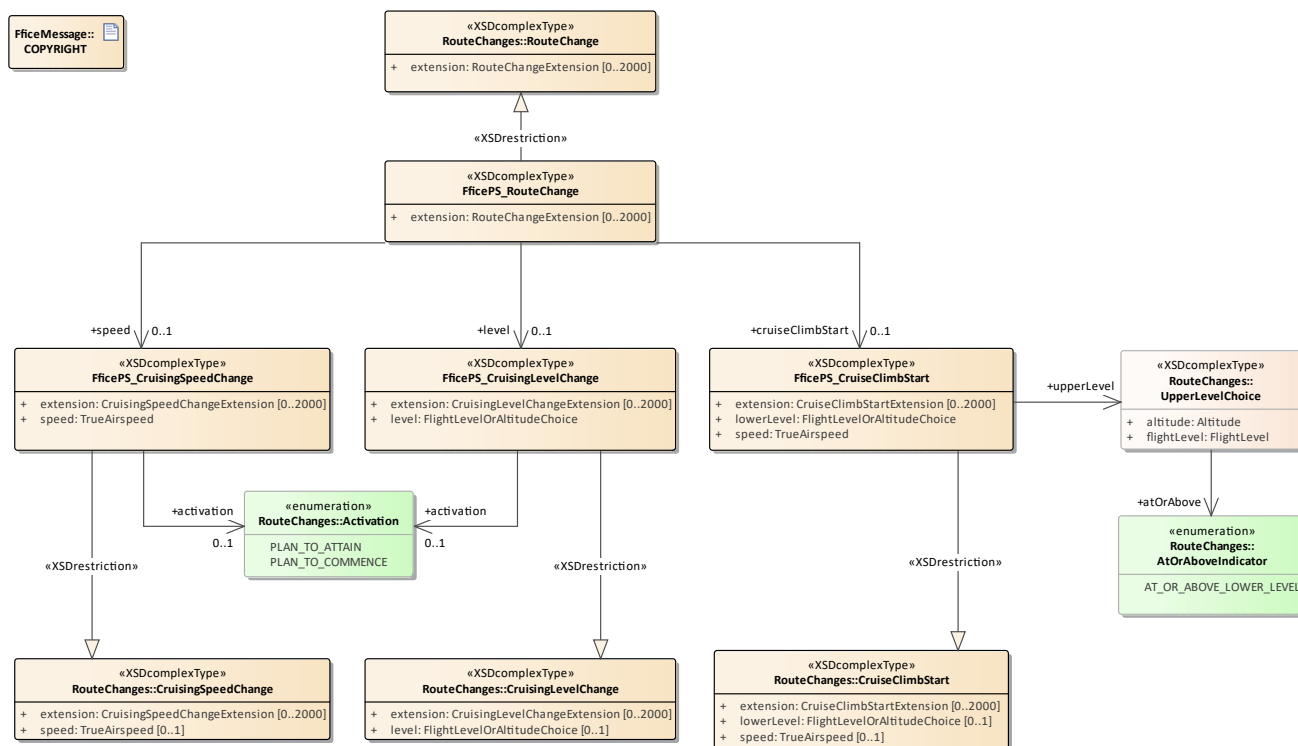 FficeMessage::
COPYRIGHT
«XSDcomplexType»
RouteChanges::RouteChange
+ extension: RouteChangeExtension [0..2000]
«XSDrestriction»
«XSDcomplexType»
FficePS_RouteChange
+ extension: RouteChangeExtension [0..2000]
+speed 0..1
+level 0..1
+cruiseClimbStart 0..1
«XSDcomplexType»
FficePS_CruisingSpeedChange
+ extension: CruisingSpeedChangeExtension [0..2000]
+ speed: TrueAirspeed
«XSDcomplexType»
FficePS_CruisingLevelChange
+ extension: CruisingLevelChangeExtension [0..2000]
+ level: FlightLevelOrAltitudeChoice
«XSDcomplexType»
FficePS_CruiseClimbStart
+ extension: CruiseClimbStartExtension [0..2000]
+ lowerLevel: FlightLevelOrAltitudeChoice
+ speed: TrueAirspeed
+upperLevel
«XSDcomplexType»
RouteChanges::
UpperLevelChoice
+ altitude: Altitude
+ flightLevel: FlightLevel
+activation
0..1
«enumeration»
RouteChanges::Activation
PLAN_TO_ATTAIN
PLAN_TO_COMMENCE
+activation
0..1
+atOrAbove
«enumeration»
RouteChanges::
AtOrAboveIndicator
AT_OR_ABOVE_LOWER_LEVEL
«XSDrestriction»
«XSDrestriction»
«XSDrestriction»
«XSDcomplexType»
RouteChanges::CruisingSpeedChange
+ extension: CruisingSpeedChangeExtension [0..2000]
+ speed: TrueAirspeed [0..1]
«XSDcomplexType»
RouteChanges::CruisingLevelChange
+ extension: CruisingLevelChangeExtension [0..2000]
+ level: FlightLevelOrAltitudeChoice [0..1]
«XSDcomplexType»
RouteChanges::CruiseClimbStart
+ extension: CruiseClimbStartExtension [0..2000]
+ lowerLevel: FlightLevelOrAltitudeChoice [0..1]
+ speed: TrueAirspeed [0..1]